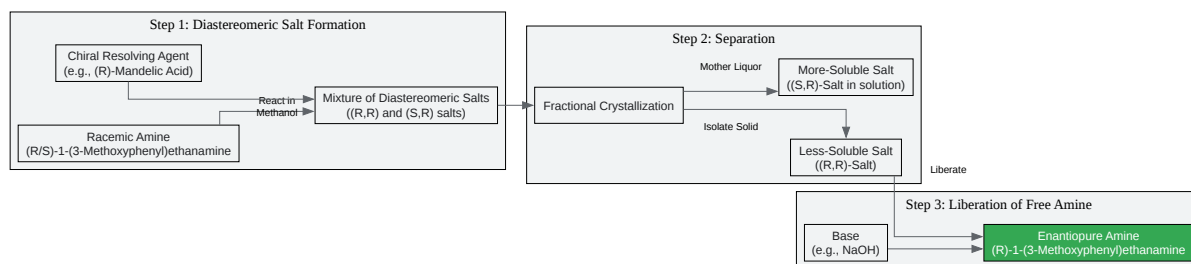 Step 1: Diastereomeric Salt Formation
Chiral Resolving Agent
(e.g., (R)-Mandelic Acid)
React in
Methanol
Mixture of Diastereomeric Salts
((R,R) and (S,R) salts)
Racemic Amine
(R/S)-1-(3-Methoxyphenyl)ethanamine
Step 2: Separation
Fractional Crystallization
Mother Liquor
More-Soluble Salt
((S,R)-Salt in solution)
Isolate Solid
Less-Soluble Salt
((R,R)-Salt)
Liberate
Step 3: Liberation of Free Amine
Base
(e.g., NaOH)
Enantiopure Amine
(R)-1-(3-Methoxyphenyl)ethanamine